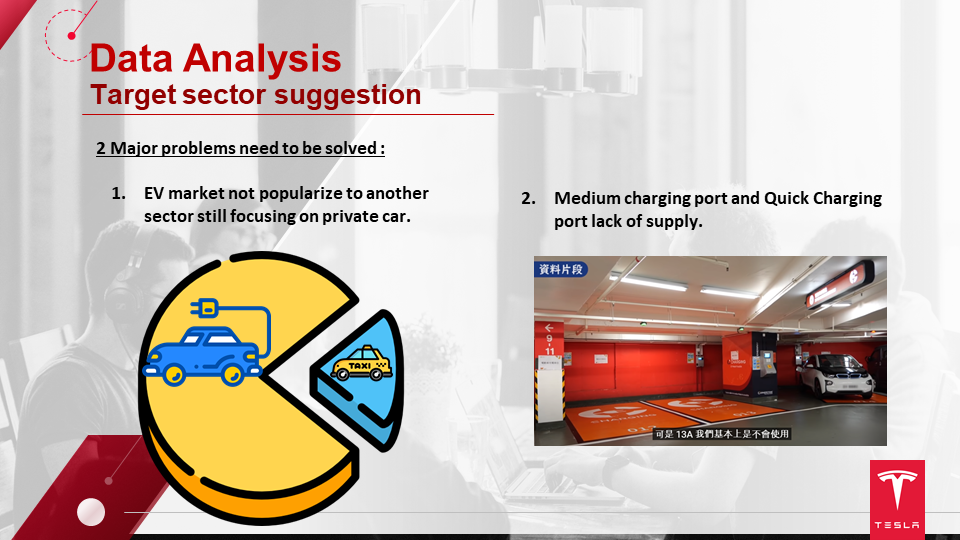 Data Analysis
Target sector suggestion
2 Major problems need to be solved :
1. EV market not popularize to another
sector still focusing on private car.
TAXI
2. Medium charging port and Quick Charging
port lack of supply.
資料片段
9
11
可是 13A 我們基本上是不會使用
TESLA